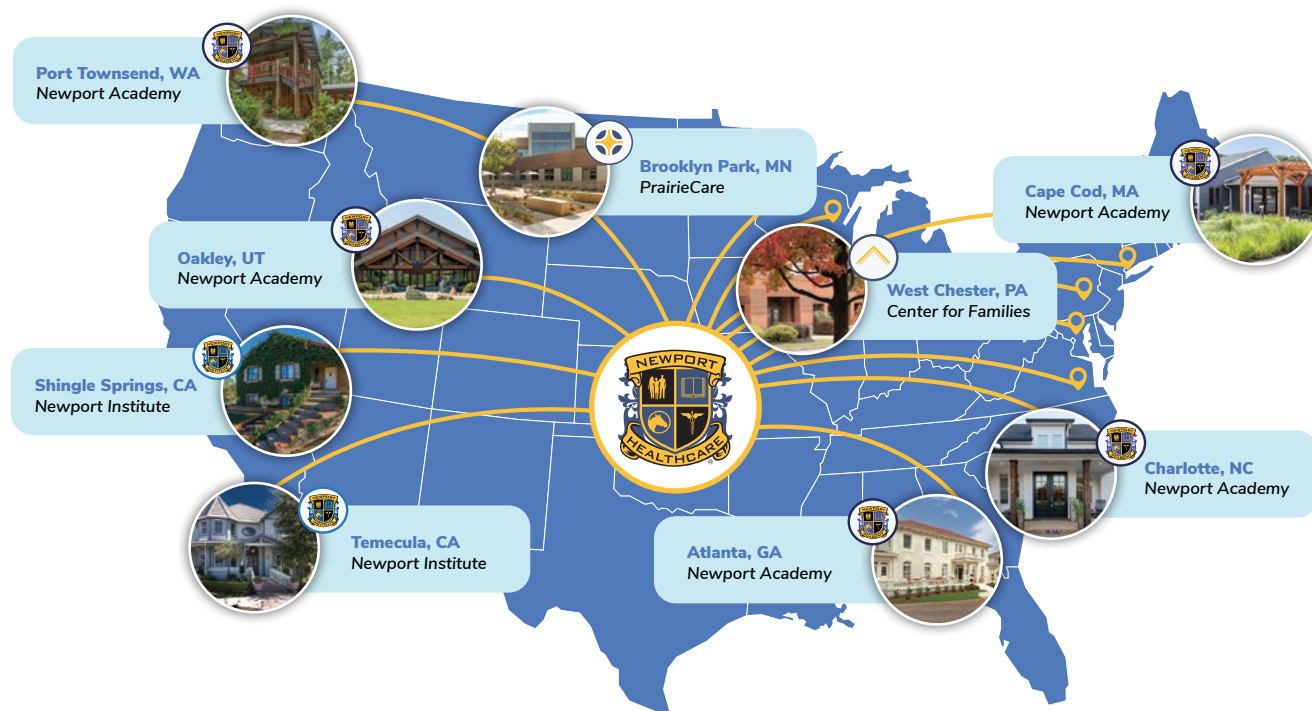 Port Townsend, WA
Newport Academy
Brooklyn Park, MN
PrairieCare
Cape Cod, MA
Newport Academy
Oakley, UT
Newport Academy
West Chester, PA
Center for Families
Shingle Springs, CA
Newport Institute
NEWPORT
HEALTHCARE
®
Charlotte, NC
Newport Academy
Temecula, CA
Newport Institute
Atlanta, GA
Newport Academy